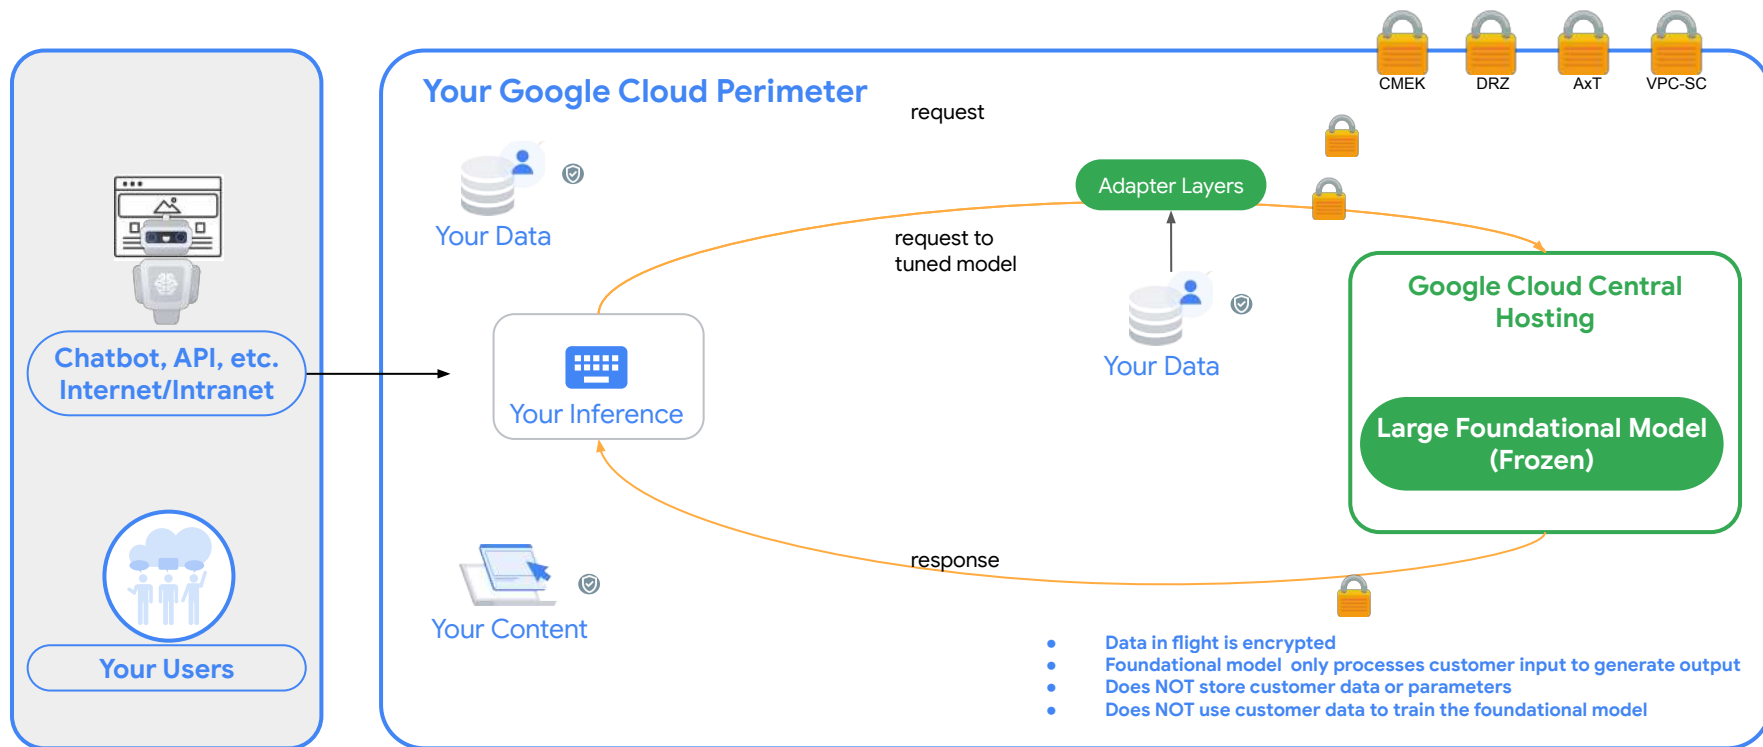 CMEK
DRZ
AxT
VPC-SC
Your Google Cloud Perimeter
request
Adapter Layers
Your Data
request to
tuned model
Google Cloud Central
Hosting
Chatbot, API, etc.
Internet/Intranet
Your Data
Your Inference
Large Foundational Model
(Frozen)
response
Your Content
Your Users
● Data in flight is encrypted
● Foundational model only processes customer input to generate output
● Does NOT store customer data or parameters
● Does NOT use customer data to train the foundational model